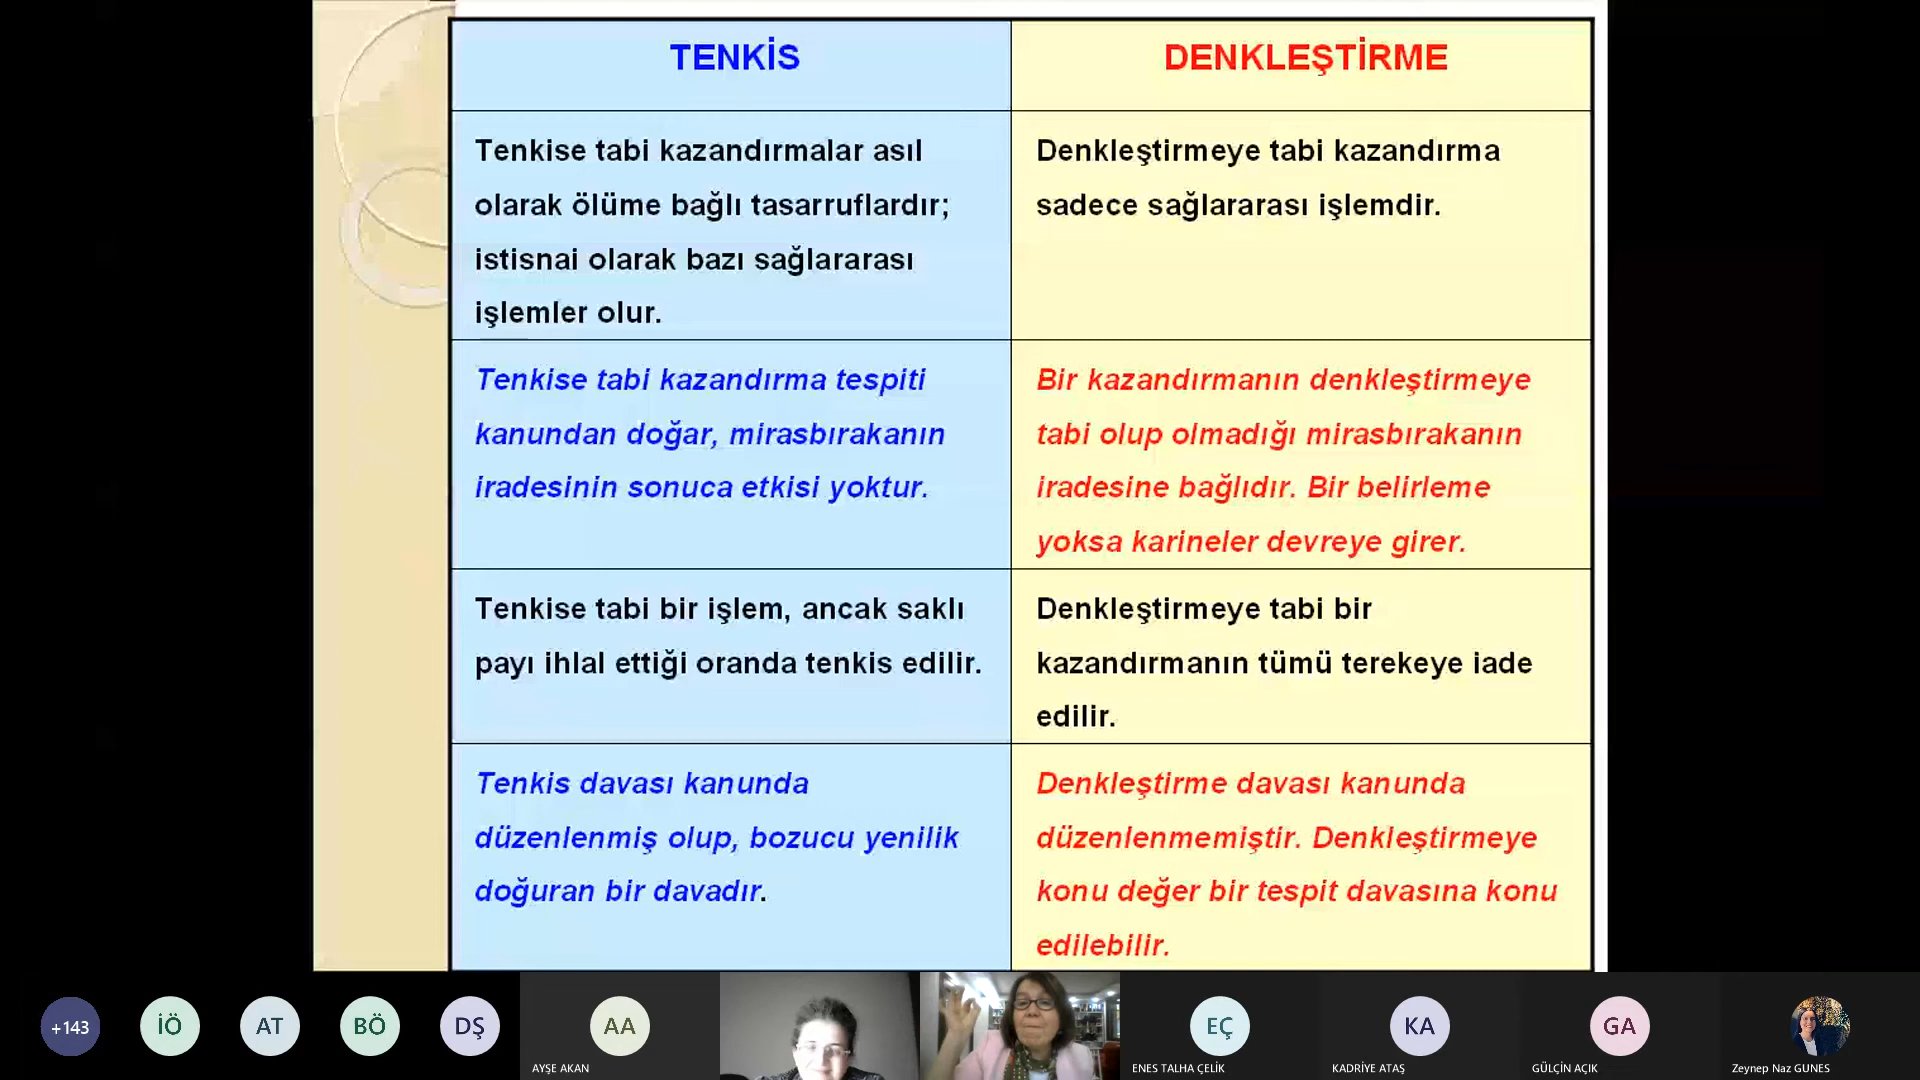 TENKİS
DENKLEŞTİRME
Tenkise tabi kazandırmalar asıl
olarak ölüme bağlı tasarruflardır;
istisnai olarak bazı sağlararası
işlemler olur.
Denkleştirmeye tabi kazandırma
sadece sağlararası işlemdir.
Tenkise tabi kazandırma tespiti
kanundan doğar, mirasbırakanın
iradesinin sonuca etkisi yoktur.
Bir kazandırmanın denkleştirmeye
tabi olup olmadığı mirasbırakanın
iradesine bağlıdır. Bir belirleme
yoksa karineler devreye girer.
Tenkise tabi bir işlem, ancak saklı
payı ihlal ettiği oranda tenkis edilir.
Denkleştirmeye tabi bir
kazandırmanın tümü terekeye iade
edilir.
Tenkis davası kanunda
düzenlenmiş olup, bozucu yenilik
doğuran bir davadır.
Denkleştirme davası kanunda
düzenlenmemiştir. Denkleştirmeye
konu değer bir tespit davasına konu
edilebilir.
+143
İÖ
AT
BÖ
DŞ
AA
AYŞE AKAN
EÇ
ENES TALHA ÇELİK
KA
KADRİYE ATAŞ
GA
GÜLÇİN AÇIK
Zeynep Naz GUNES